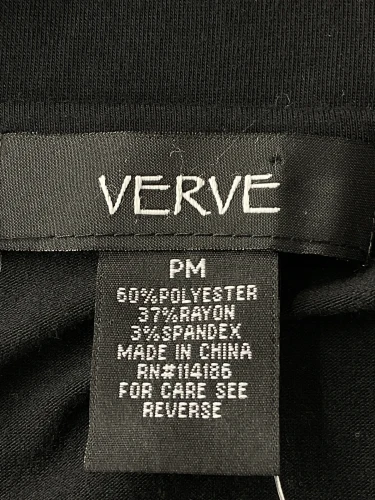 VERVE
PM
60%POLYESTER
37%RAYON
3%SPANDEX
MADE IN CHINA
RN#114186
FOR CARE SEE
REVERSE